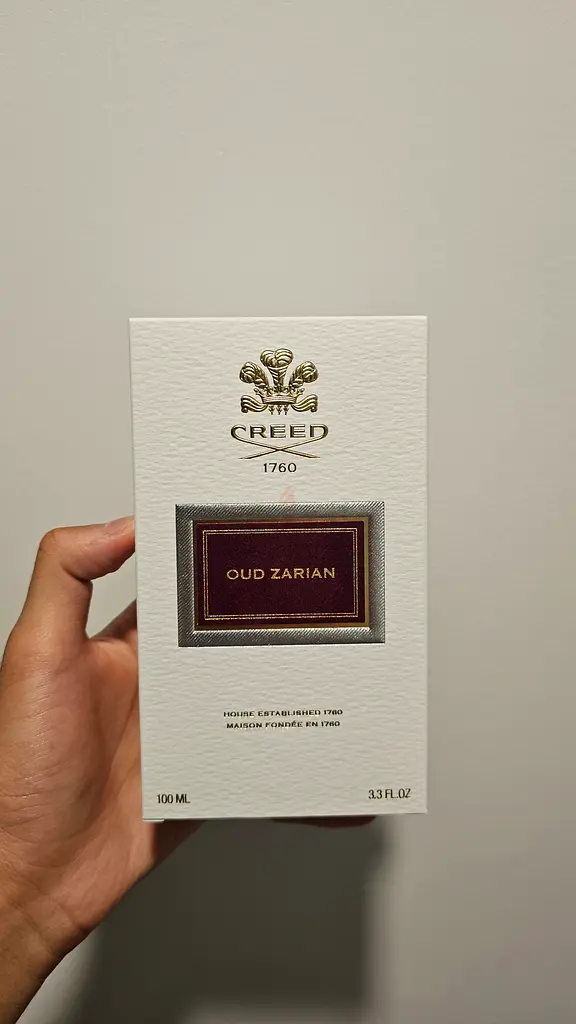 CREED
1760
OUD ZARIAN
HOUSE ESTABLISHED 1760
MAISON FONDÉE EN 1760
100 ML
3.3 FL.OZ